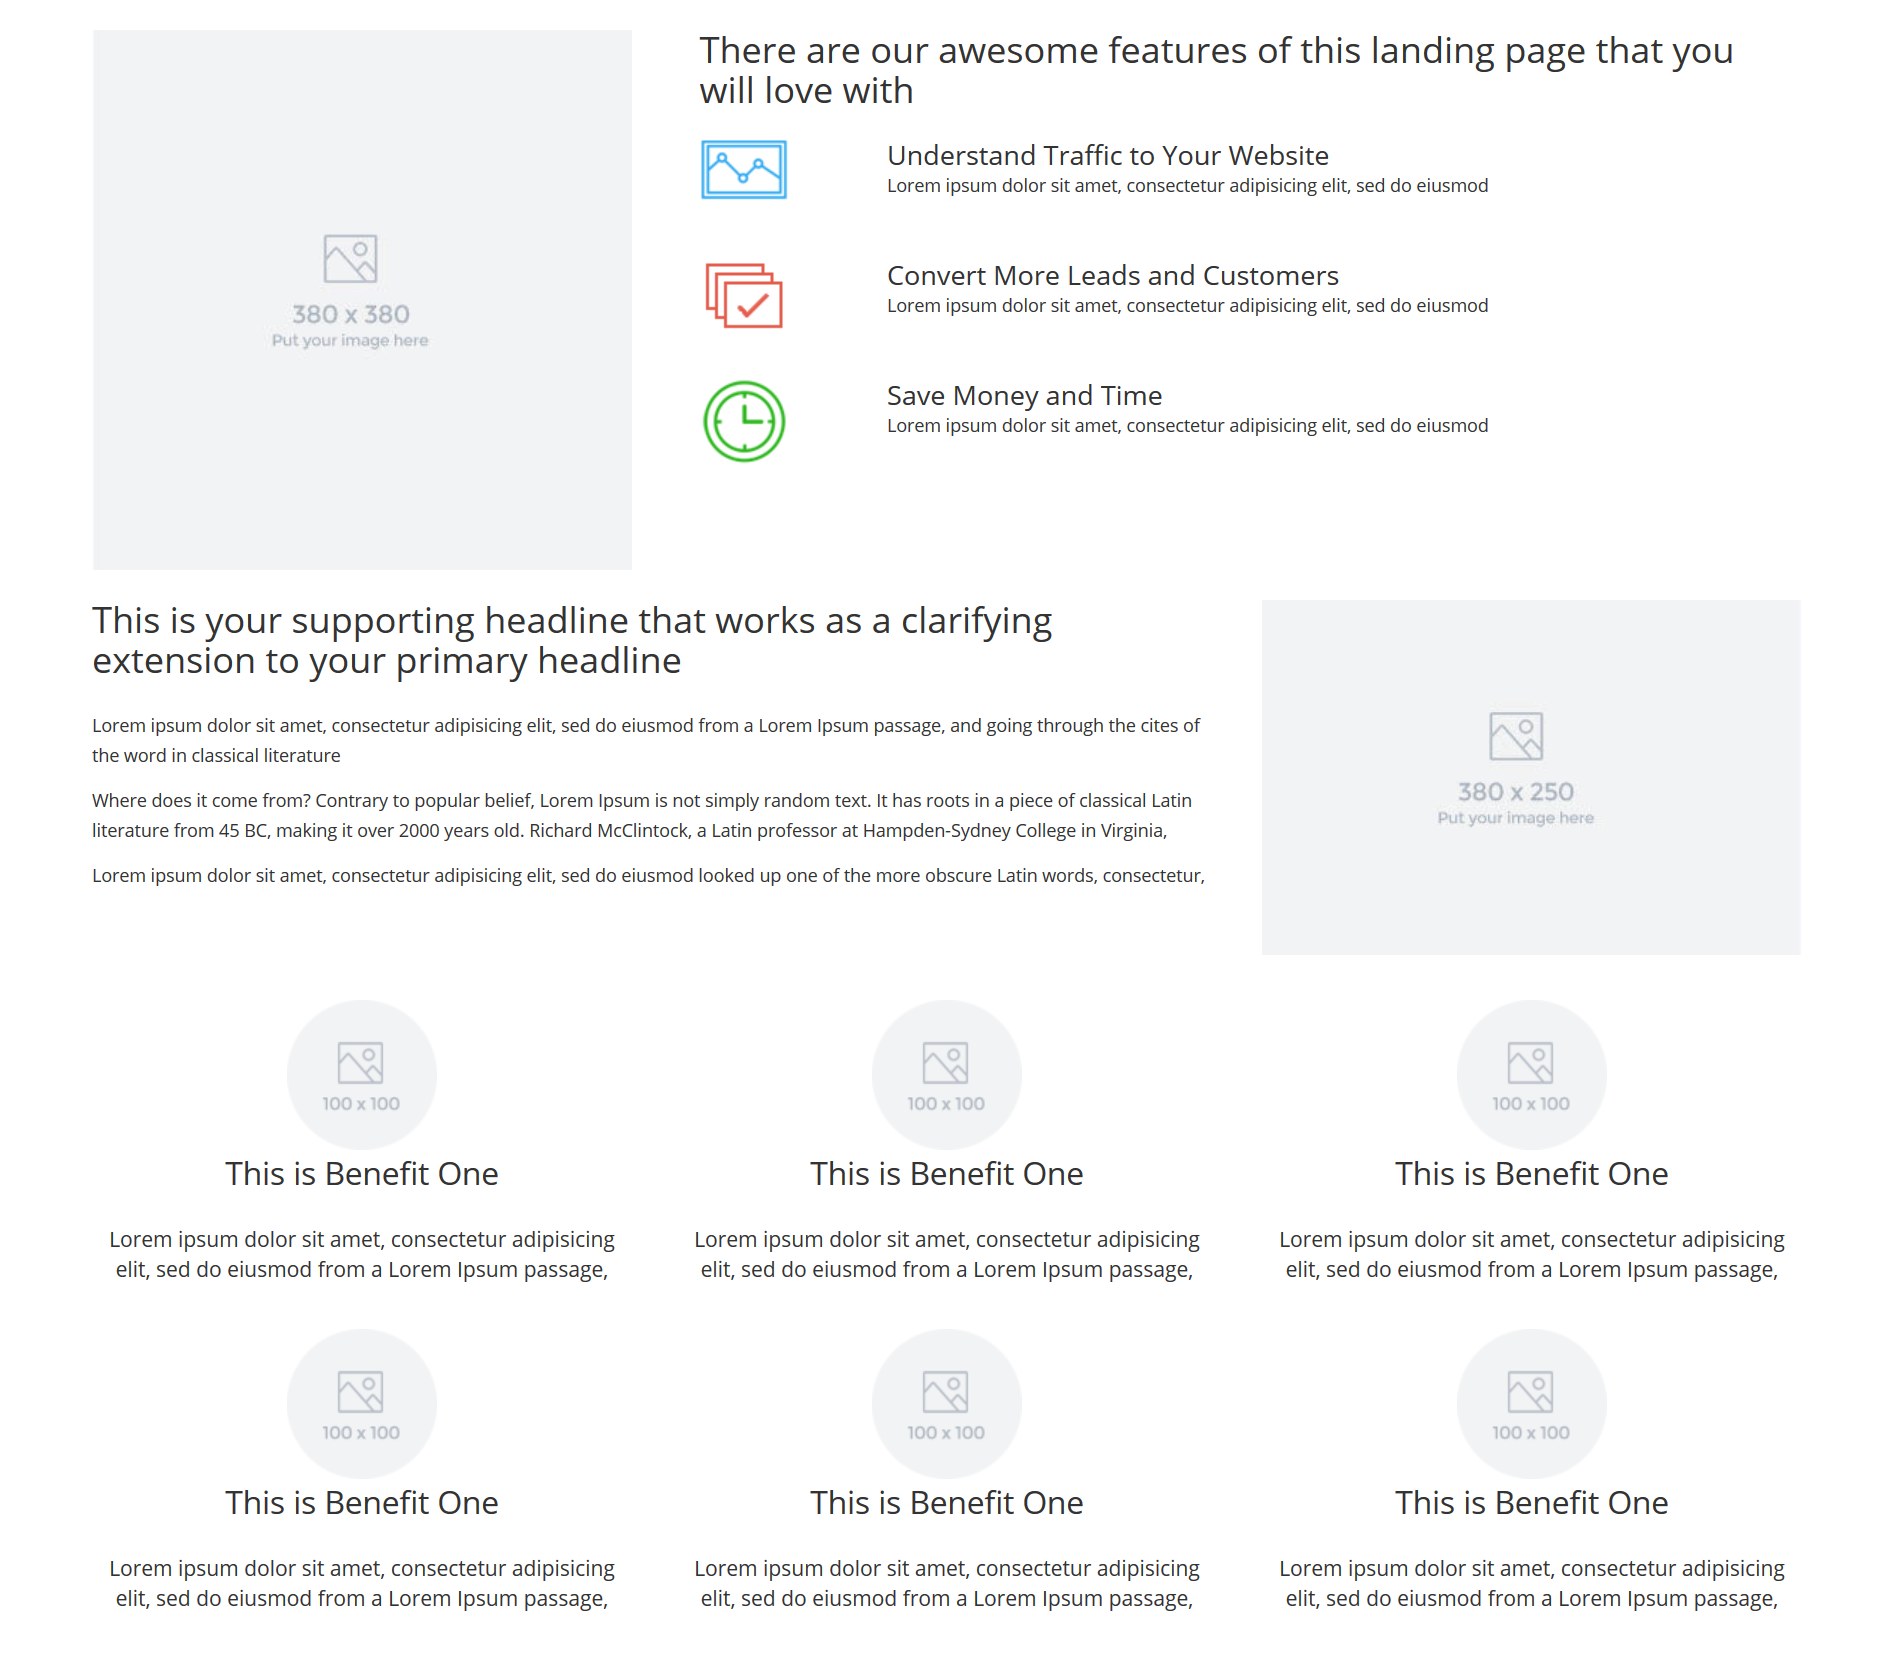 380 x 380
Put your image here
There are our awesome features of this landing page that you
will love with
Understand Traffic to Your Website
Lorem ipsum dolor sit amet, consectetur adipisicing elit, sed do eiusmod
Convert More Leads and Customers
Lorem ipsum dolor sit amet, consectetur adipisicing elit, sed do eiusmod
Save Money and Time
Lorem ipsum dolor sit amet, consectetur adipisicing elit, sed do eiusmod
This is your supporting headline that works as a clarifying
extension to your primary headline
Lorem ipsum dolor sit amet, consectetur adipisicing elit, sed do eiusmod from a Lorem Ipsum passage, and going through the cites of
the word in classical literature
Where does it come from? Contrary to popular belief, Lorem Ipsum is not simply random text. It has roots in a piece of classical Latin
literature from 45 BC, making it over 2000 years old. Richard McClintock, a Latin professor at Hampden-Sydney College in Virginia,
Lorem ipsum dolor sit amet, consectetur adipisicing elit, sed do eiusmod looked up one of the more obscure Latin words, consectetur,
380 x 250
Put your image here
100 x 100
This is Benefit One
Lorem ipsum dolor sit amet, consectetur adipisicing
elit, sed do eiusmod from a Lorem Ipsum passage,
100 x 100
This is Benefit One
Lorem ipsum dolor sit amet, consectetur adipisicing
elit, sed do eiusmod from a Lorem Ipsum passage,
100 x 100
This is Benefit One
Lorem ipsum dolor sit amet, consectetur adipisicing
elit, sed do eiusmod from a Lorem Ipsum passage,
100 x 100
This is Benefit One
Lorem ipsum dolor sit amet, consectetur adipisicing
elit, sed do eiusmod from a Lorem Ipsum passage,
100 x 100
This is Benefit One
Lorem ipsum dolor sit amet, consectetur adipisicing
elit, sed do eiusmod from a Lorem Ipsum passage,
100 x 100
This is Benefit One
Lorem ipsum dolor sit amet, consectetur adipisicing
elit, sed do eiusmod from a Lorem Ipsum passage,